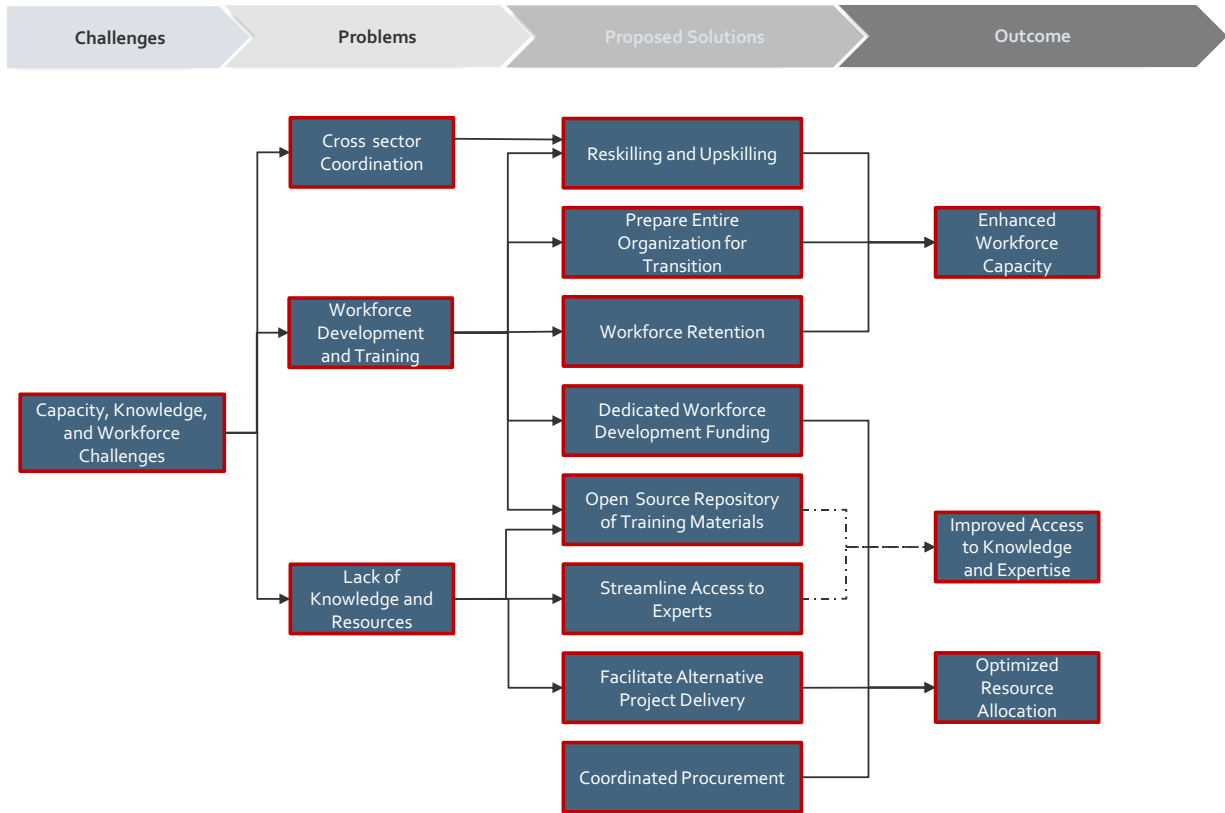 Challenges
Problems
Proposed Solutions
Outcome
Cross sector
Coordination
Reskilling and Upskilling
Prepare Entire
Organization for
Transition
Enhanced
Workforce
Capacity
Workforce
Development
and Training
Workforce Retention
Capacity, Knowledge,
and Workforce
Challenges
Dedicated Workforce
Development Funding
Open Source Repository
of Training Materials
Improved Access
to Knowledge
and Expertise
Lack of
Knowledge and
Resources
Streamline Access to
Experts
Facilitate Alternative
Project Delivery
Optimized
Resource
Allocation
Coordinated Procurement